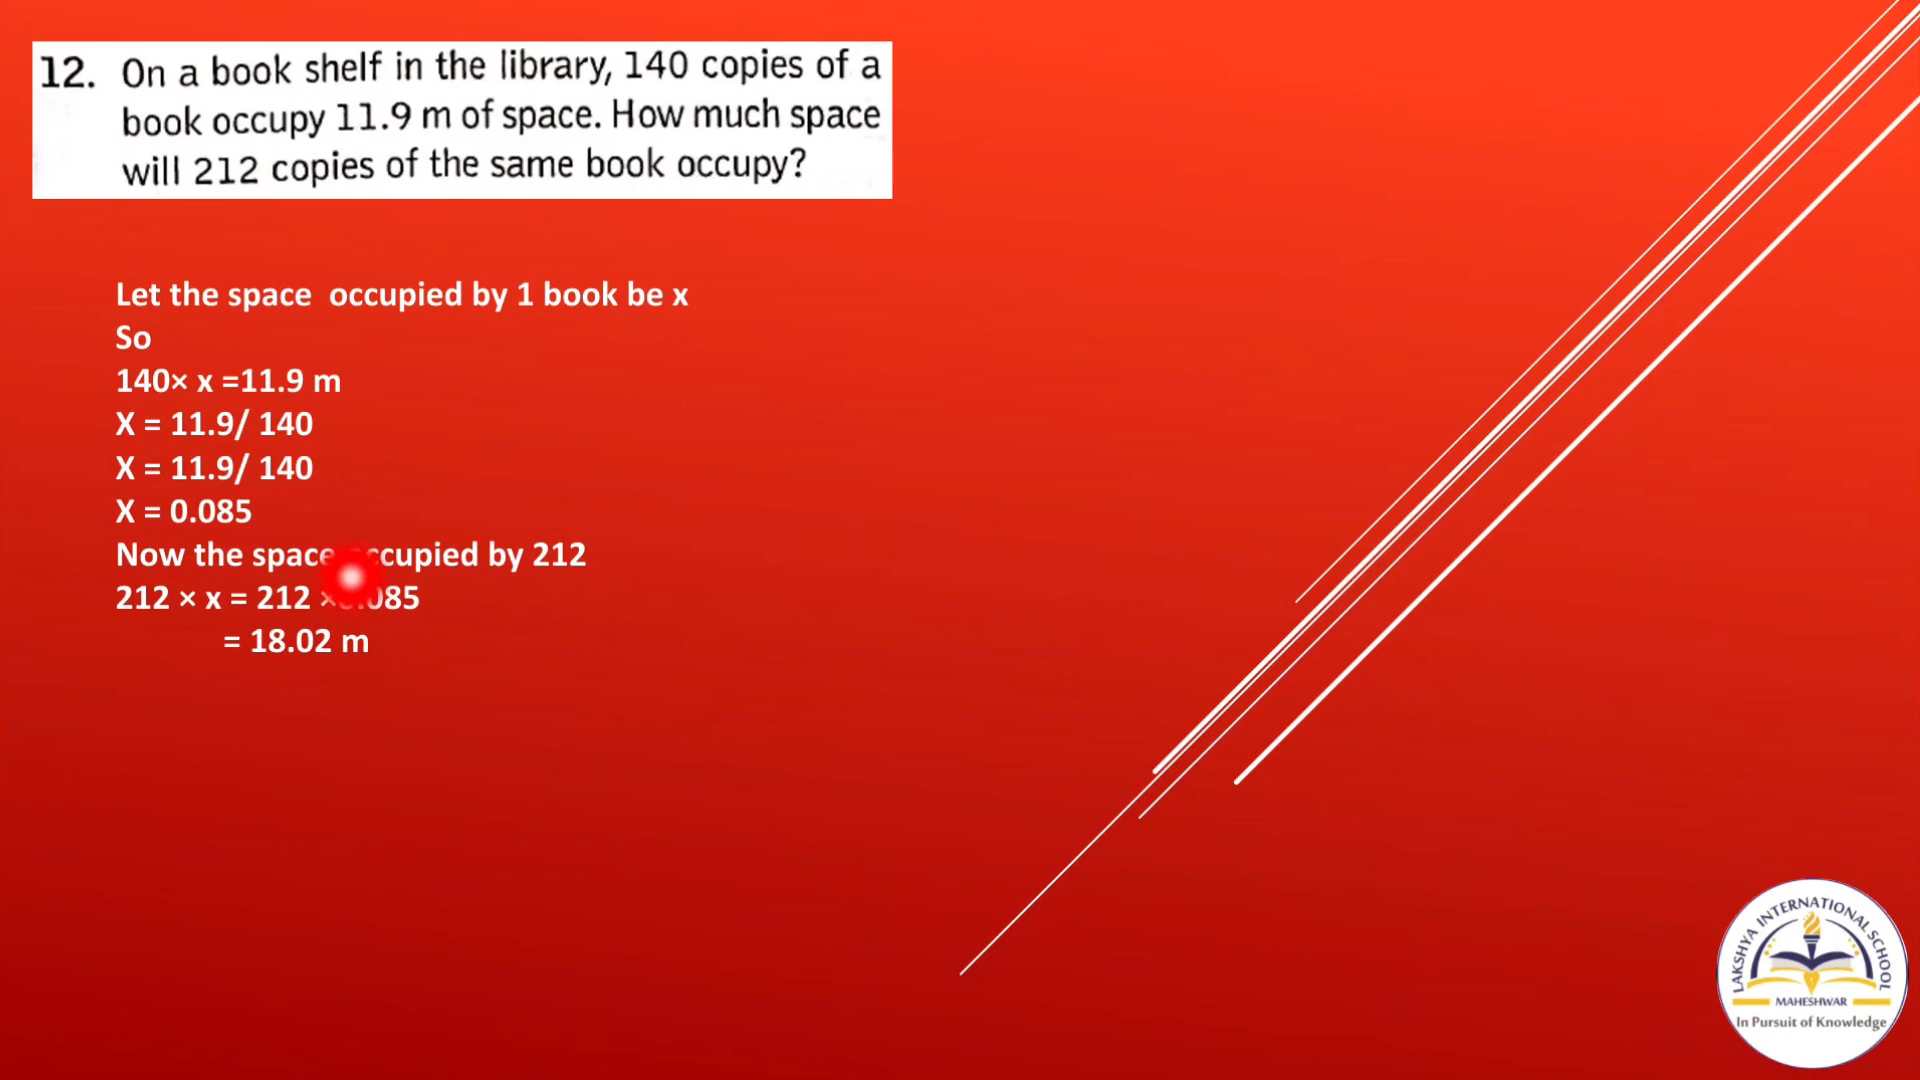 12. On a book shelf in the library, 140 copies of a
book occupy 11.9 m of space. How much space
will 212 copies of the same book occupy?
Let the space  occupied by 1 book be x
So
140× x =11.9 m
X = 11.9/ 140
X = 11.9/ 140
X = 0.085
Now the space occupied by 212
212 × x = 212 ×0.085
= 18.02 m
LAKSHYA INTERNATIONAL SCHOOL
MAHESHWAR
In Pursuit of Knowledge